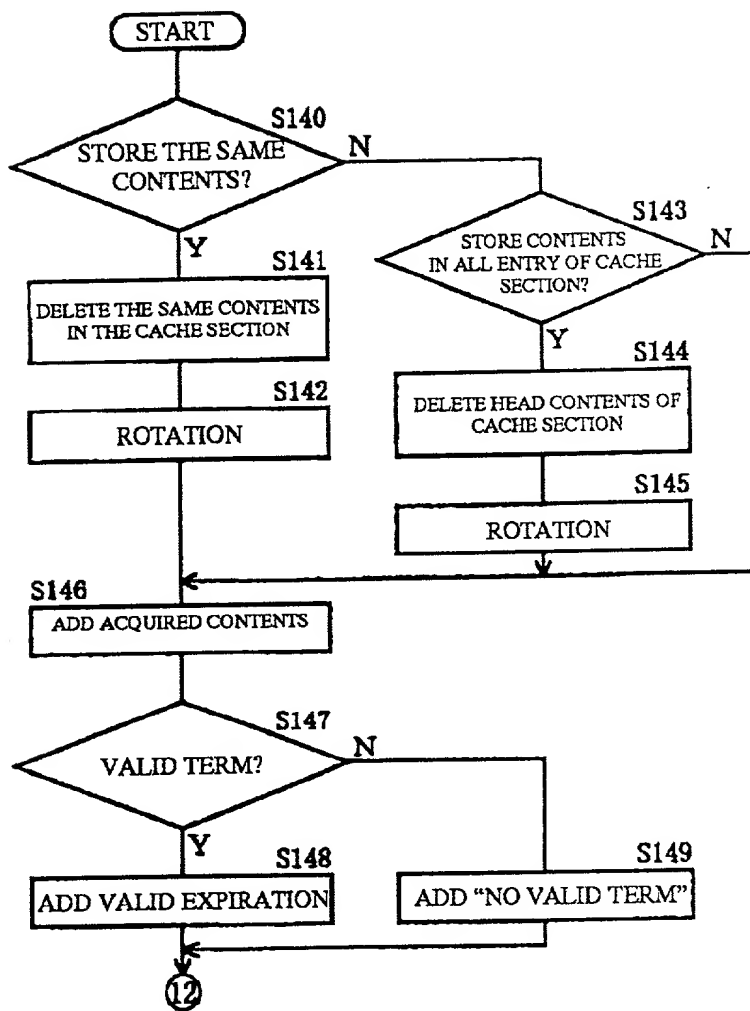 START
S140
STORE THE SAME
CONTENTS?
N
Y
S143
STORE CONTENTS
IN ALL ENTRY OF CACHE
SECTION?
N
Y
S141
DELETE THE SAME CONTENTS
IN THE CACHE SECTION
S142
ROTATION
S144
DELETE HEAD CONTENTS OF
CACHE SECTION
S145
ROTATION
S146
ADD ACQUIRED CONTENTS
S147
VALID TERM?
N
Y
S148
ADD VALID EXPIRATION
S149
ADD “NO VALID TERM”
12